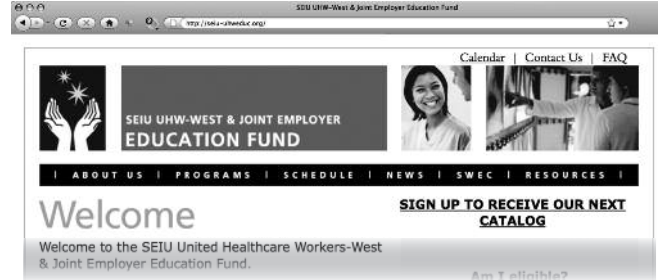 SEIU UHW-West & Joint Employer Education Fund
http://seiu-uhweduc.org/
Calendar | Contact Us | FAQ
SEIU UHW-WEST & JOINT EMPLOYER
EDUCATION FUND
| ABOUT US | PROGRAMS | SCHEDULE | NEWS | SWEC | RESOURCES |
Welcome
Welcome to the SEIU United Healthcare Workers-West
& Joint Employer Education Fund.
SIGN UP TO RECEIVE OUR NEXT
CATALOG
Am I eligible?